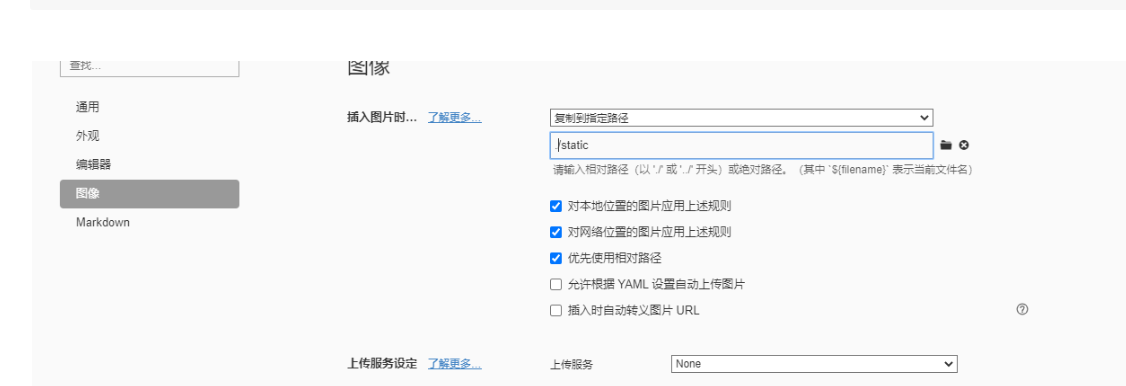 查找...
图像
通用
插入图片时... 了解更多...
复制到指定路径
外观
./static
编辑器
请输入相对路径（以 './' 或 '../' 开头）或绝对路径。（其中 `${filename}` 表示当前文件名）
图像
对本地位置的图片应用上述规则
Markdown
对网络位置的图片应用上述规则
优先使用相对路径
允许根据 YAML 设置自动上传图片
插入时自动转义图片 URL
上传服务设定 了解更多...
上传服务 None